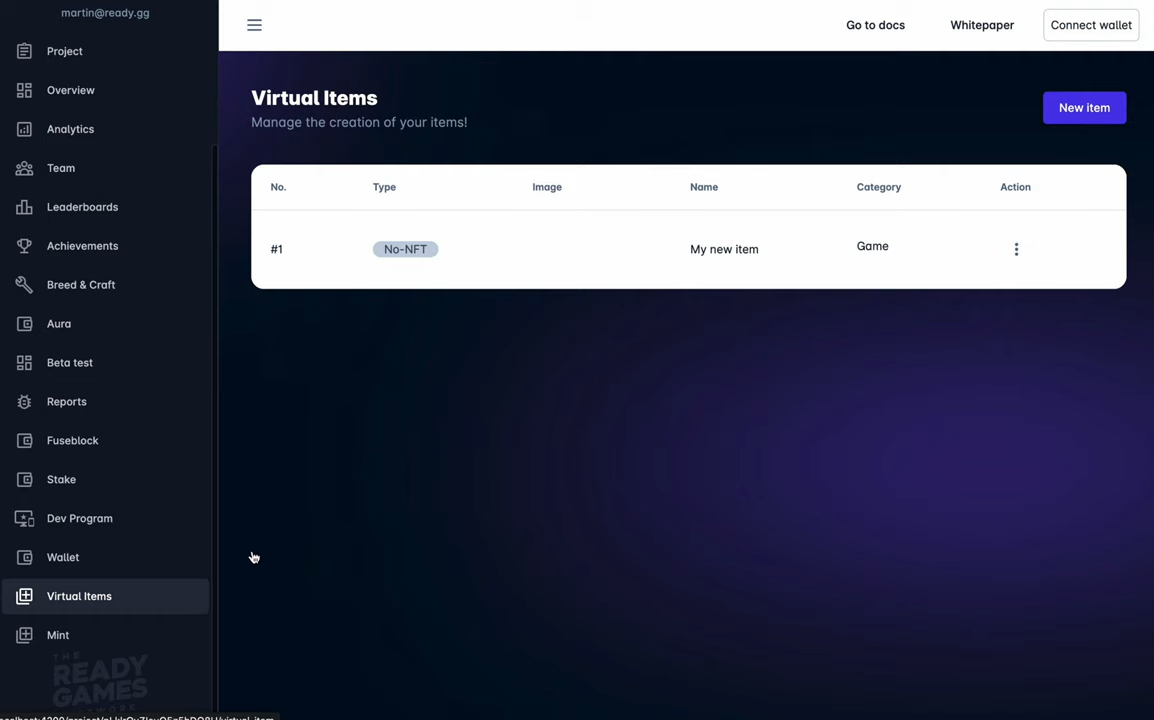 martin@ready.gg
Project
Overview
Analytics
Team
Leaderboards
Achievements
Breed & Craft
Aura
Beta test
Reports
Fuseblock
Stake
Dev Program
Wallet
Virtual Items
Mint
THE
READY
GAMES
Go to docs
Whitepaper
Connect wallet
Virtual Items
Manage the creation of your items!
New item
No. Type Image Name Category Action
#1 No-NFT My new item Game